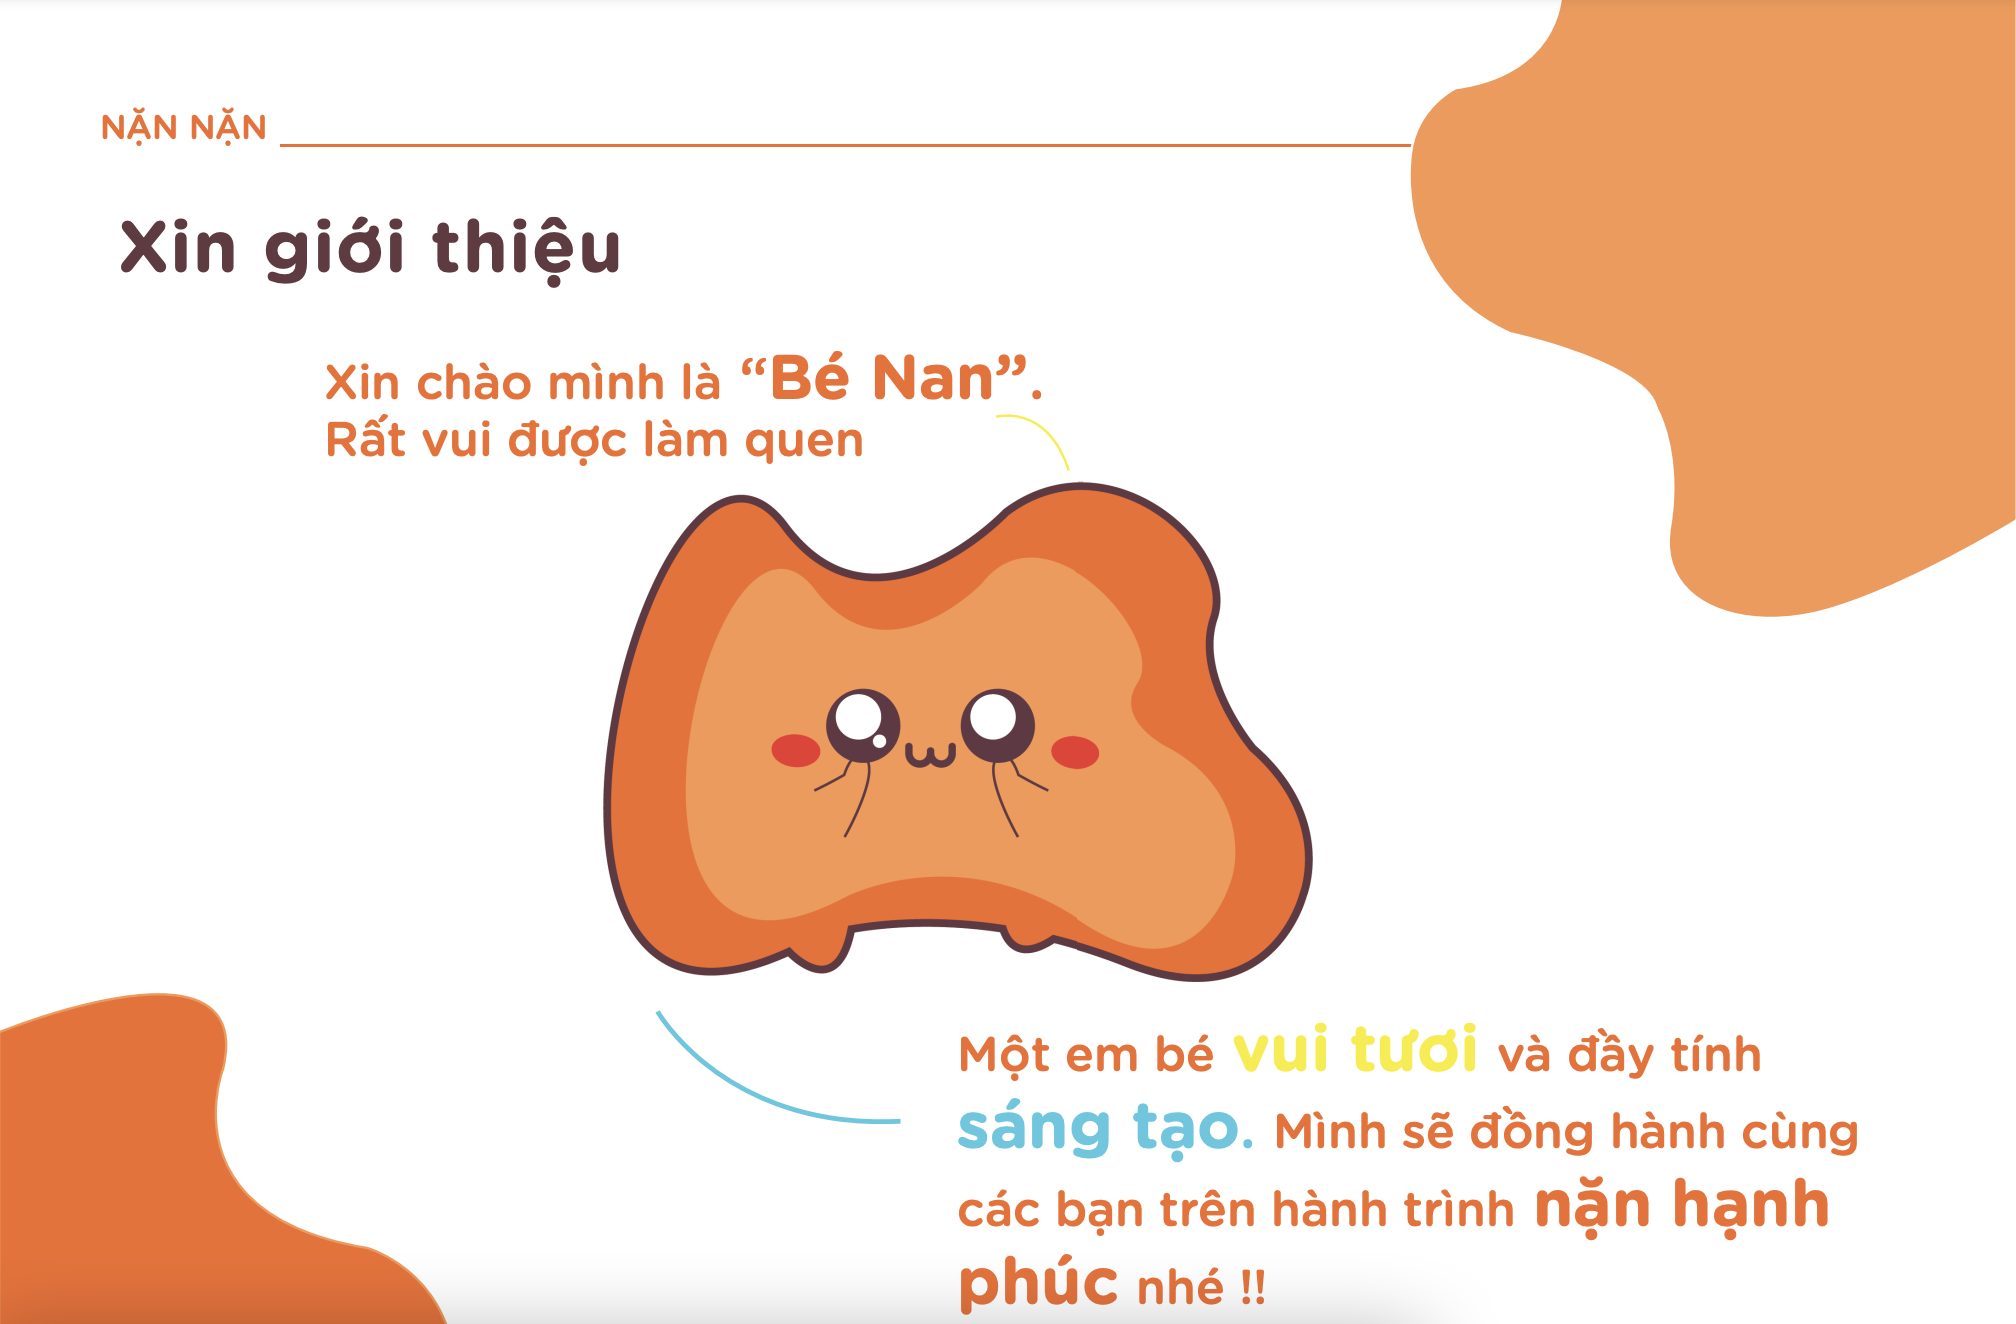 NẶN NẶN
Xin giới thiệu
Xin chào mình là “Bé Nan”.
Rất vui được làm quen
Một em bé vui tươi và đầy tính
sáng tạo. Mình sẽ đồng hành cùng
các bạn trên hành trình nặn hạnh
phúc nhé !!